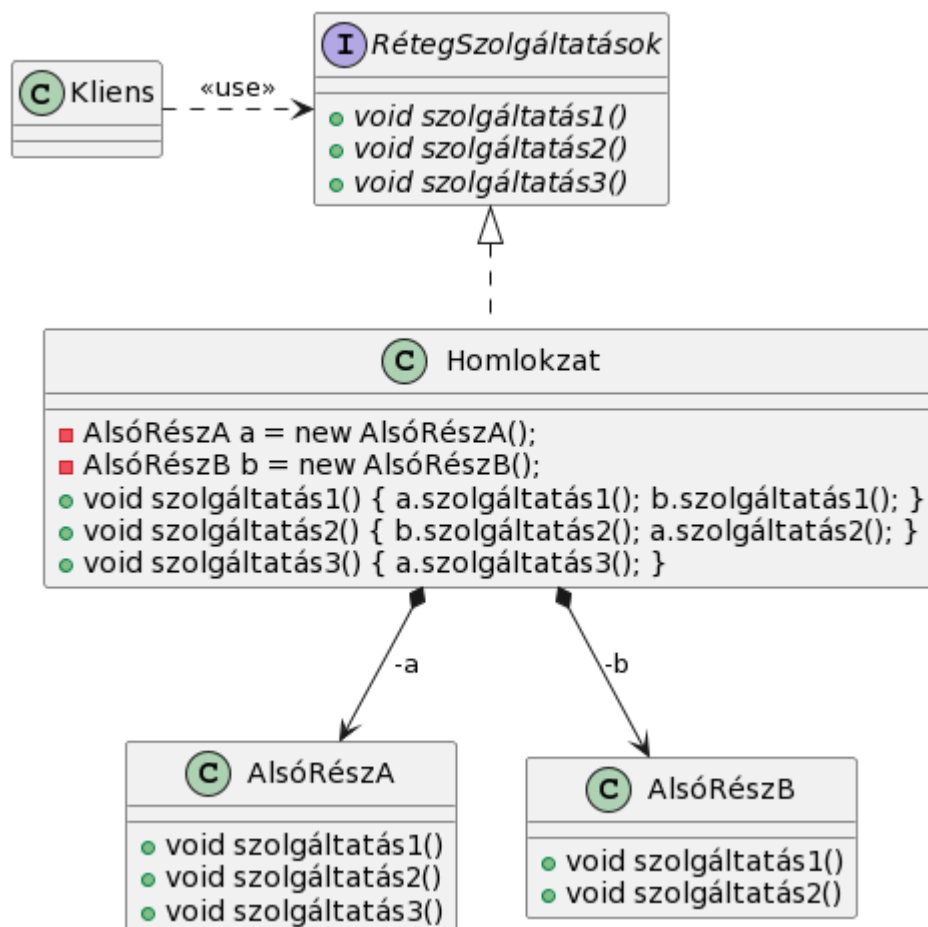 I RétegSzolgáltatások
C Kliens
«use»
void szolgáltatás1()
void szolgáltatás2()
void szolgáltatás3()
C Homlokzat
AlsóRészA a = new AlsóRészA();
AlsóRészB b = new AlsóRészB();
void szolgáltatás1() { a.szolgáltatás1(); b.szolgáltatás1(); }
void szolgáltatás2() { b.szolgáltatás2(); a.szolgáltatás2(); }
void szolgáltatás3() { a.szolgáltatás3(); }
-a
-b
C AlsóRészA
void szolgáltatás1()
void szolgáltatás2()
void szolgáltatás3()
C AlsóRészB
void szolgáltatás1()
void szolgáltatás2()